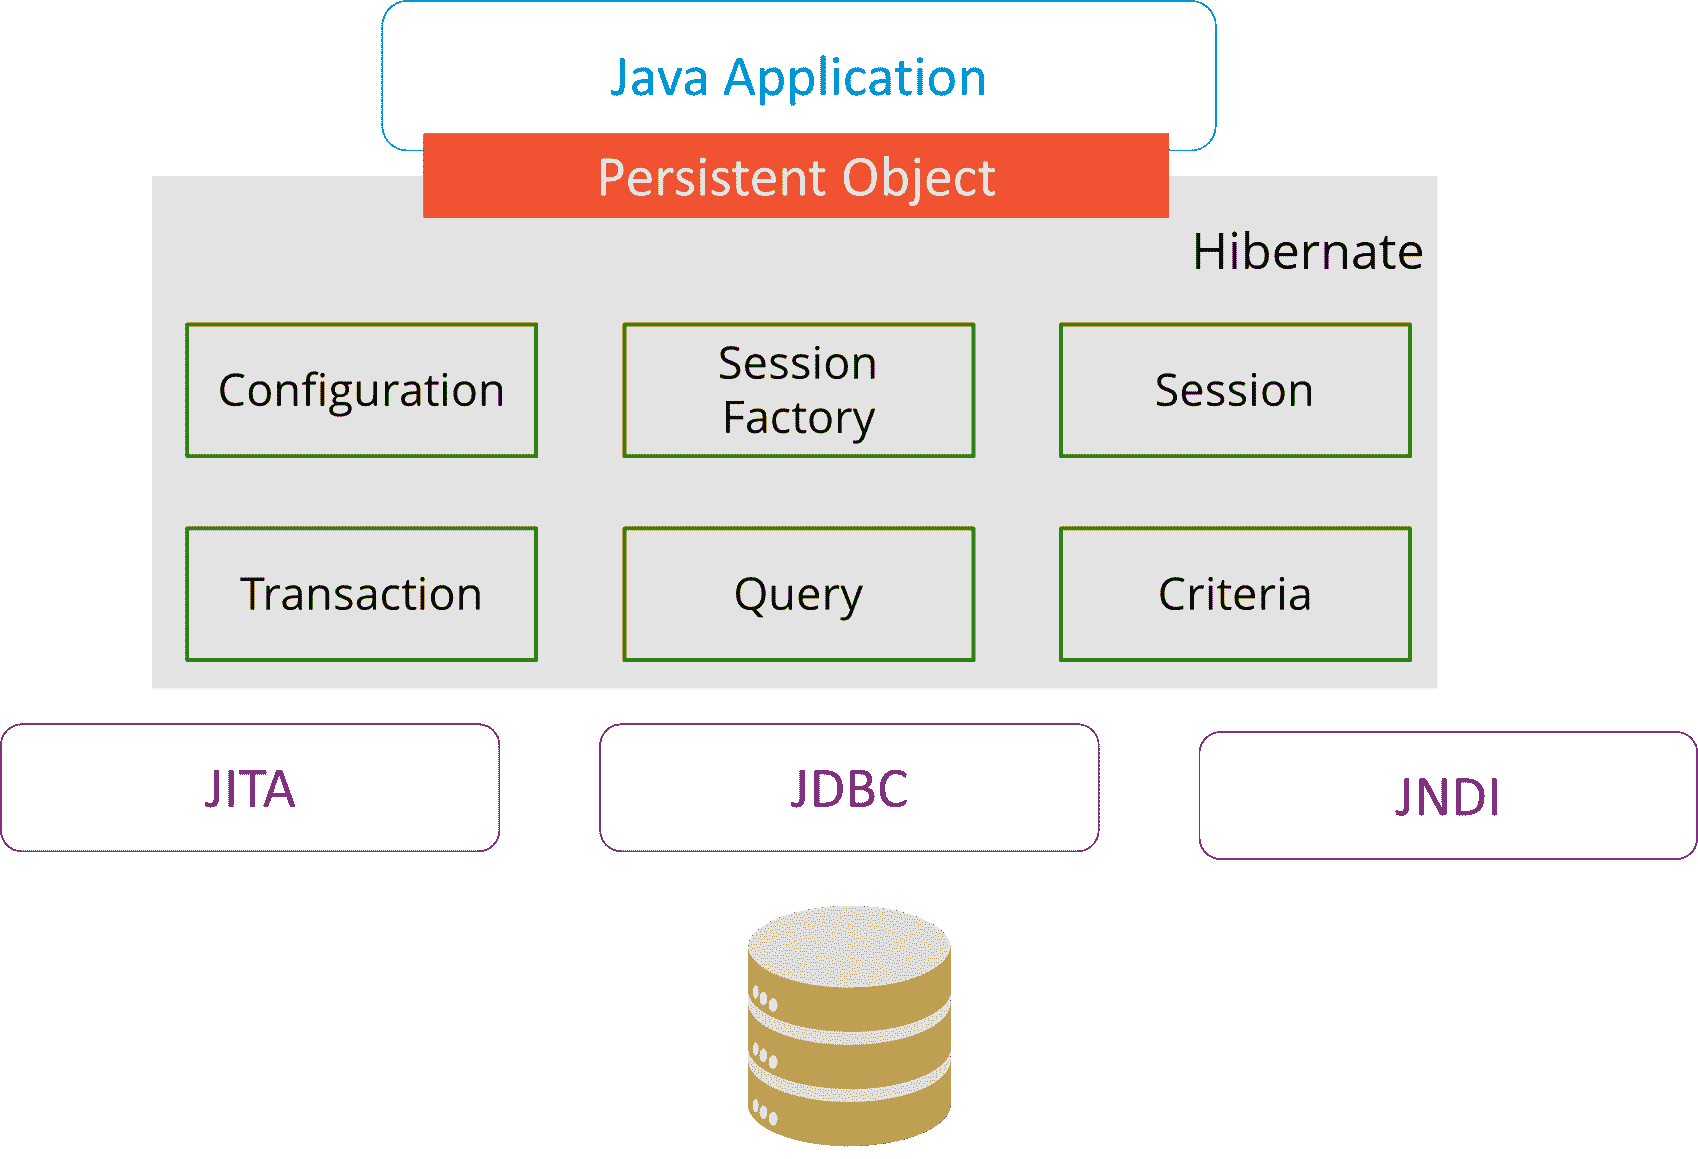 Java Application
Persistent Object
Hibernate
Configuration
Session
Factory
Session
Transaction
Query
Criteria
JITA
JDBC
JNDI